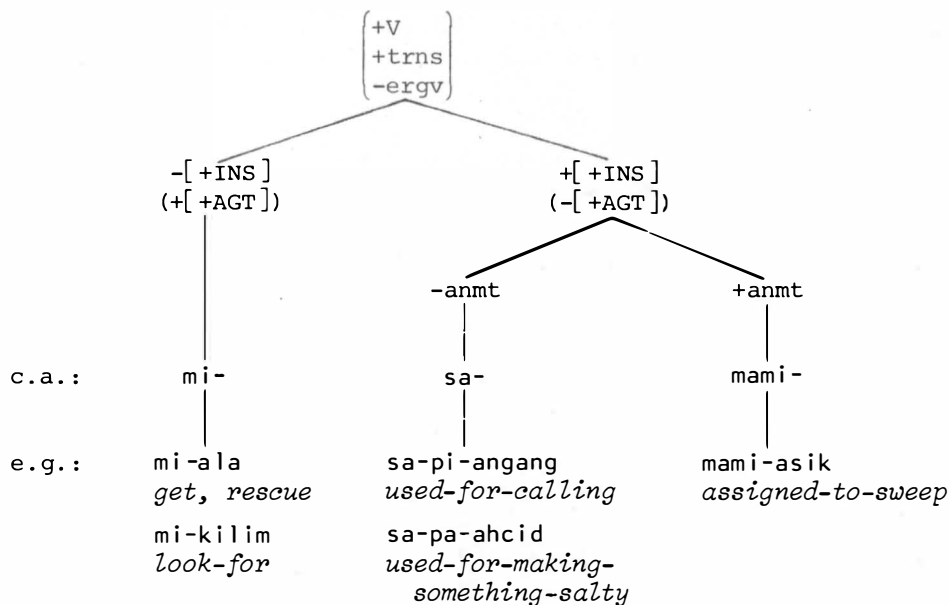 +V
+trns
-ergv
-[ +INS ] +[ +INS ]
(+[ +AGT ]) (-[ +AGT ])
-anmt +anmt
c.a.: mi- sa- mami-
e.g.: mi-ala sa-pi-angang mami-asik
get, rescue used-for-calling assigned-to-sweep
mi-kilim sa-pa-ahcid
look-for used-for-making-
something-salty